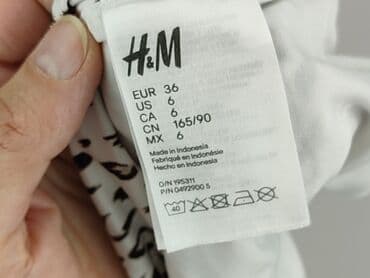 H&M
EUR 36
US 6
CA 6
CN 165/90
MX 6
Made in Indonesia
Fabriqué en Indonésie
Hecho en Indonesia
O/N 195311
P/N 0492900 5
40